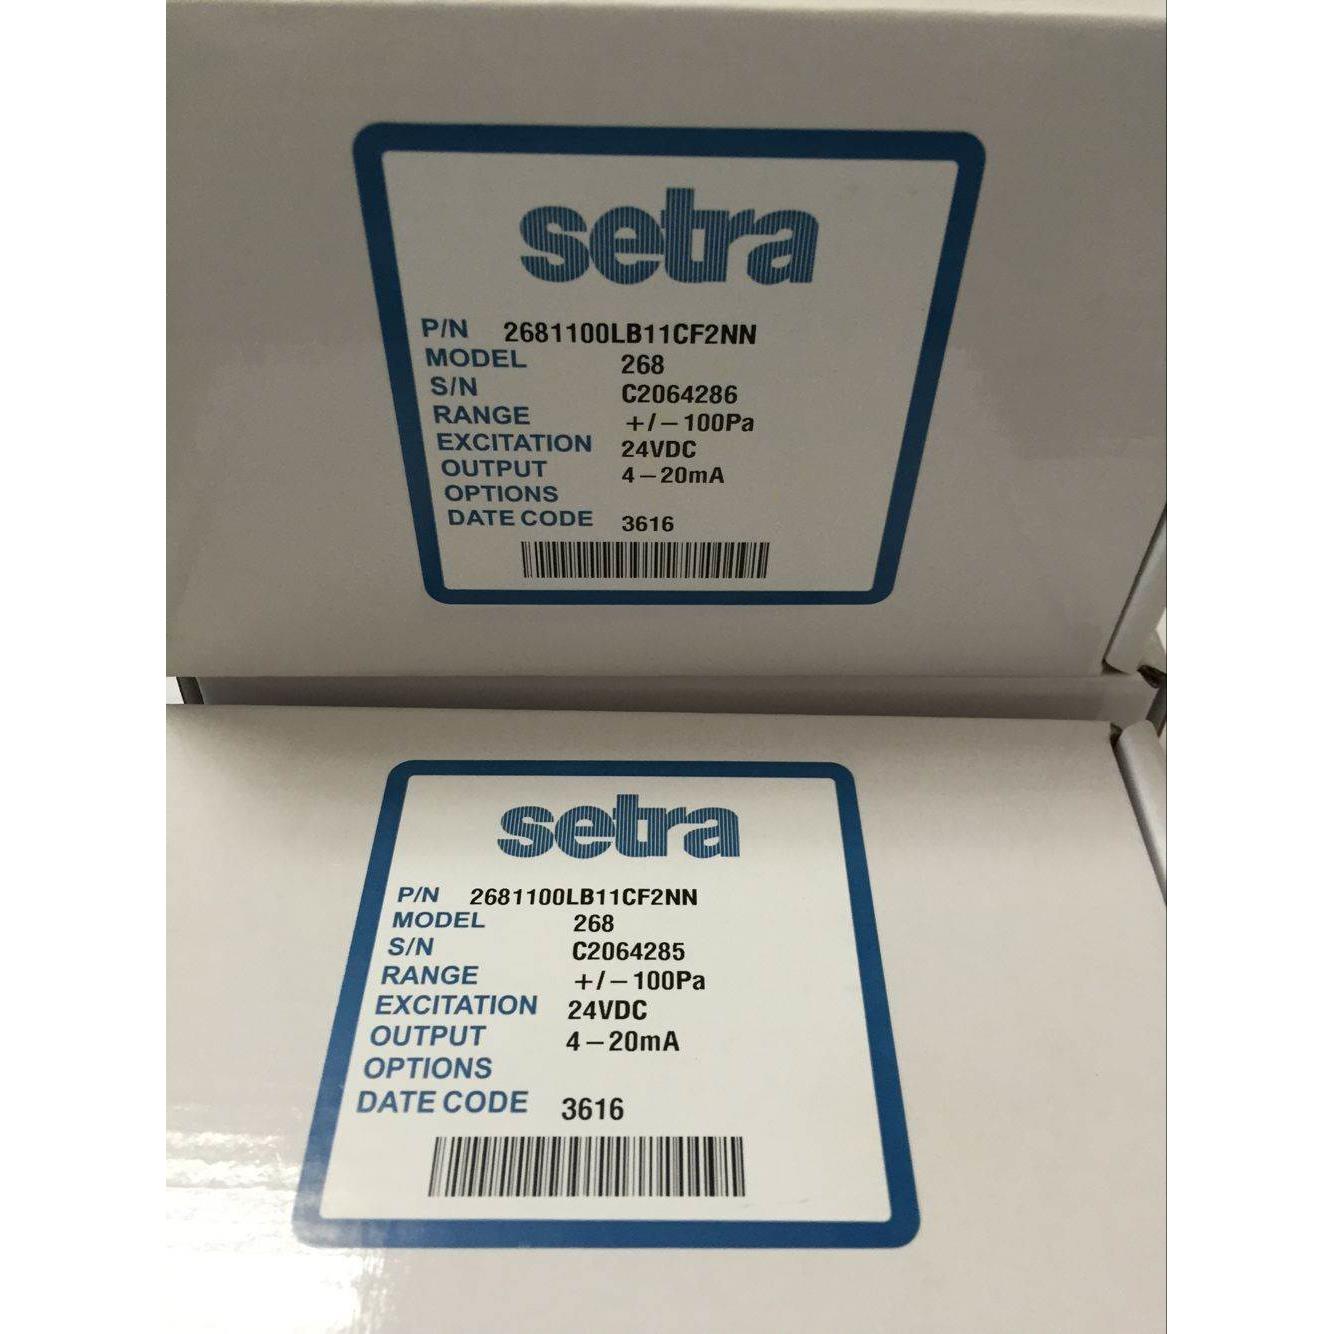 setra
P/N 2681100LB11CF2NN
MODEL 268
S/N C2064286
RANGE +/-100Pa
EXCITATION 24VDC
OUTPUT 4-20mA
OPTIONS
DATE CODE 3616
setra
P/N 2681100LB11CF2NN
MODEL 268
S/N C2064285
RANGE +/-100Pa
EXCITATION 24VDC
OUTPUT 4-20mA
OPTIONS
DATE CODE 3616